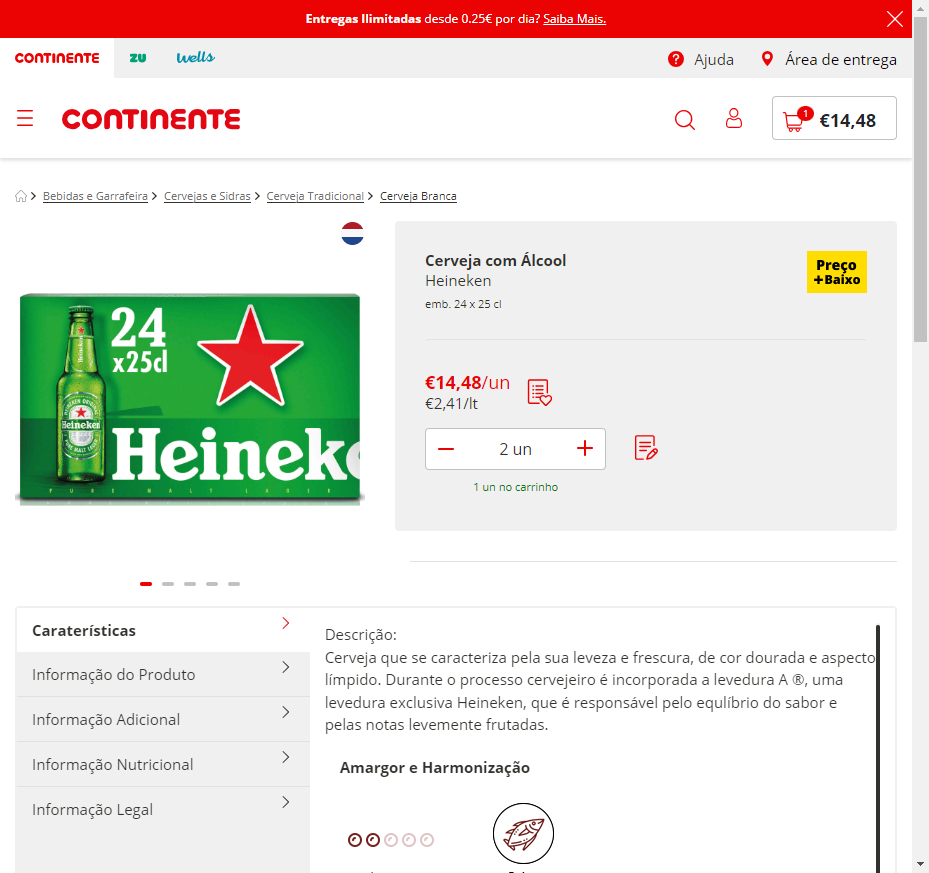 Entregas Ilimitadas desde 0.25€ por dia? Saiba Mais.
CONTINENTE
ZU
wells
Ajuda
Área de entrega
CONTINENTE
1
€14,48
Bebidas e Garrafeira
Cervejas e Sidras
Cerveja Tradicional
Cerveja Branca
24
x25cl
Heineken
Heineke
PURE MALT LAGER
Cerveja com Álcool
Heineken
emb. 24 x 25 cl
Preço
+Baixo
€14,48/un
€2,41/lt
2 un
1 un no carrinho
Caraterísticas
Informação do Produto
Informação Adicional
Informação Nutricional
Informação Legal
Descrição:
Cerveja que se caracteriza pela sua leveza e frescura, de cor dourada e aspecto
límpido. Durante o processo cervejeiro é incorporada a levedura A ®, uma
levedura exclusiva Heineken, que é responsável pelo equlíbrio do sabor e
pelas notas levemente frutadas.
Amargor e Harmonização